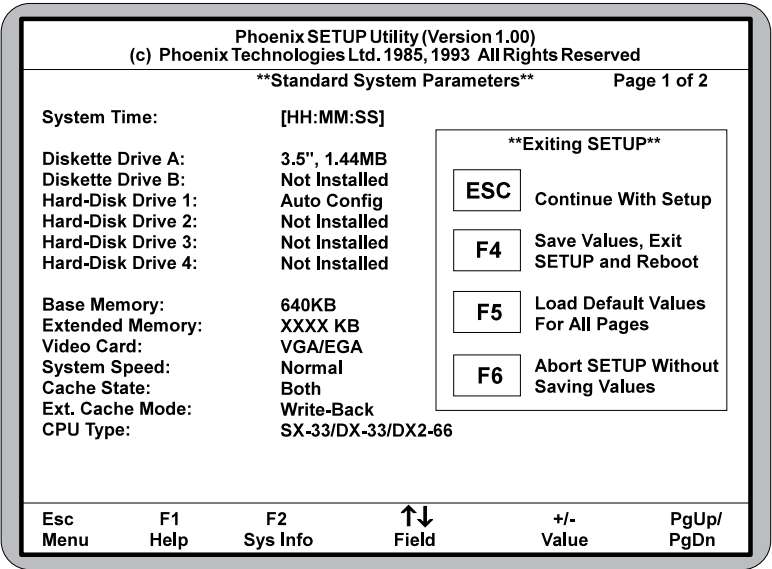 Phoenix SETUP Utility (Version 1.00)
(c) Phoenix Technologies Ltd. 1985, 1993 All Rights Reserved
**Standard System Parameters** Page 1 of 2
System Time: [HH:MM:SS]
Diskette Drive A: 3.5", 1.44MB
Diskette Drive B: Not Installed
Hard-Disk Drive 1: Auto Config
Hard-Disk Drive 2: Not Installed
Hard-Disk Drive 3: Not Installed
Hard-Disk Drive 4: Not Installed
Base Memory: 640KB
Extended Memory: XXXX KB
Video Card: VGA/EGA
System Speed: Normal
Cache State: Both
Ext. Cache Mode: Write-Back
CPU Type: SX-33/DX-33/DX2-66
**Exiting SETUP**
ESC Continue With Setup
F4 Save Values, Exit
SETUP and Reboot
F5 Load Default Values
For All Pages
F6 Abort SETUP Without
Saving Values
Esc F1 F2 ↑↓ +/- PgUp/
Menu Help Sys Info Field Value PgDn